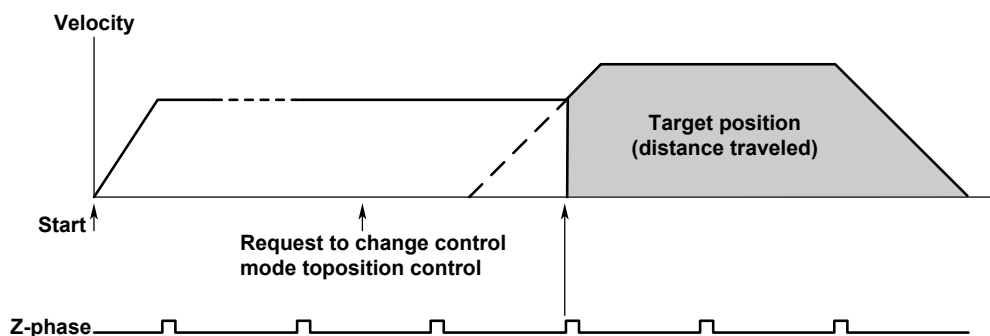 Velocity
Target position
(distance traveled)
Start
Request to change control
mode toposition control
Z-phase